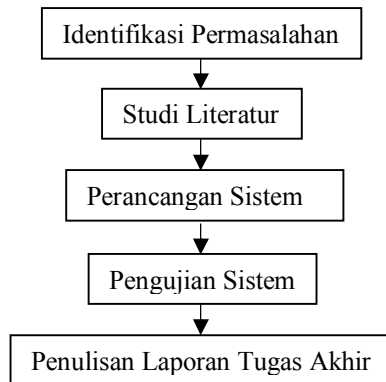 Identifikasi Permasalahan
Studi Literatur
Perancangan Sistem
Pengujian Sistem
Penulisan Laporan Tugas Akhir